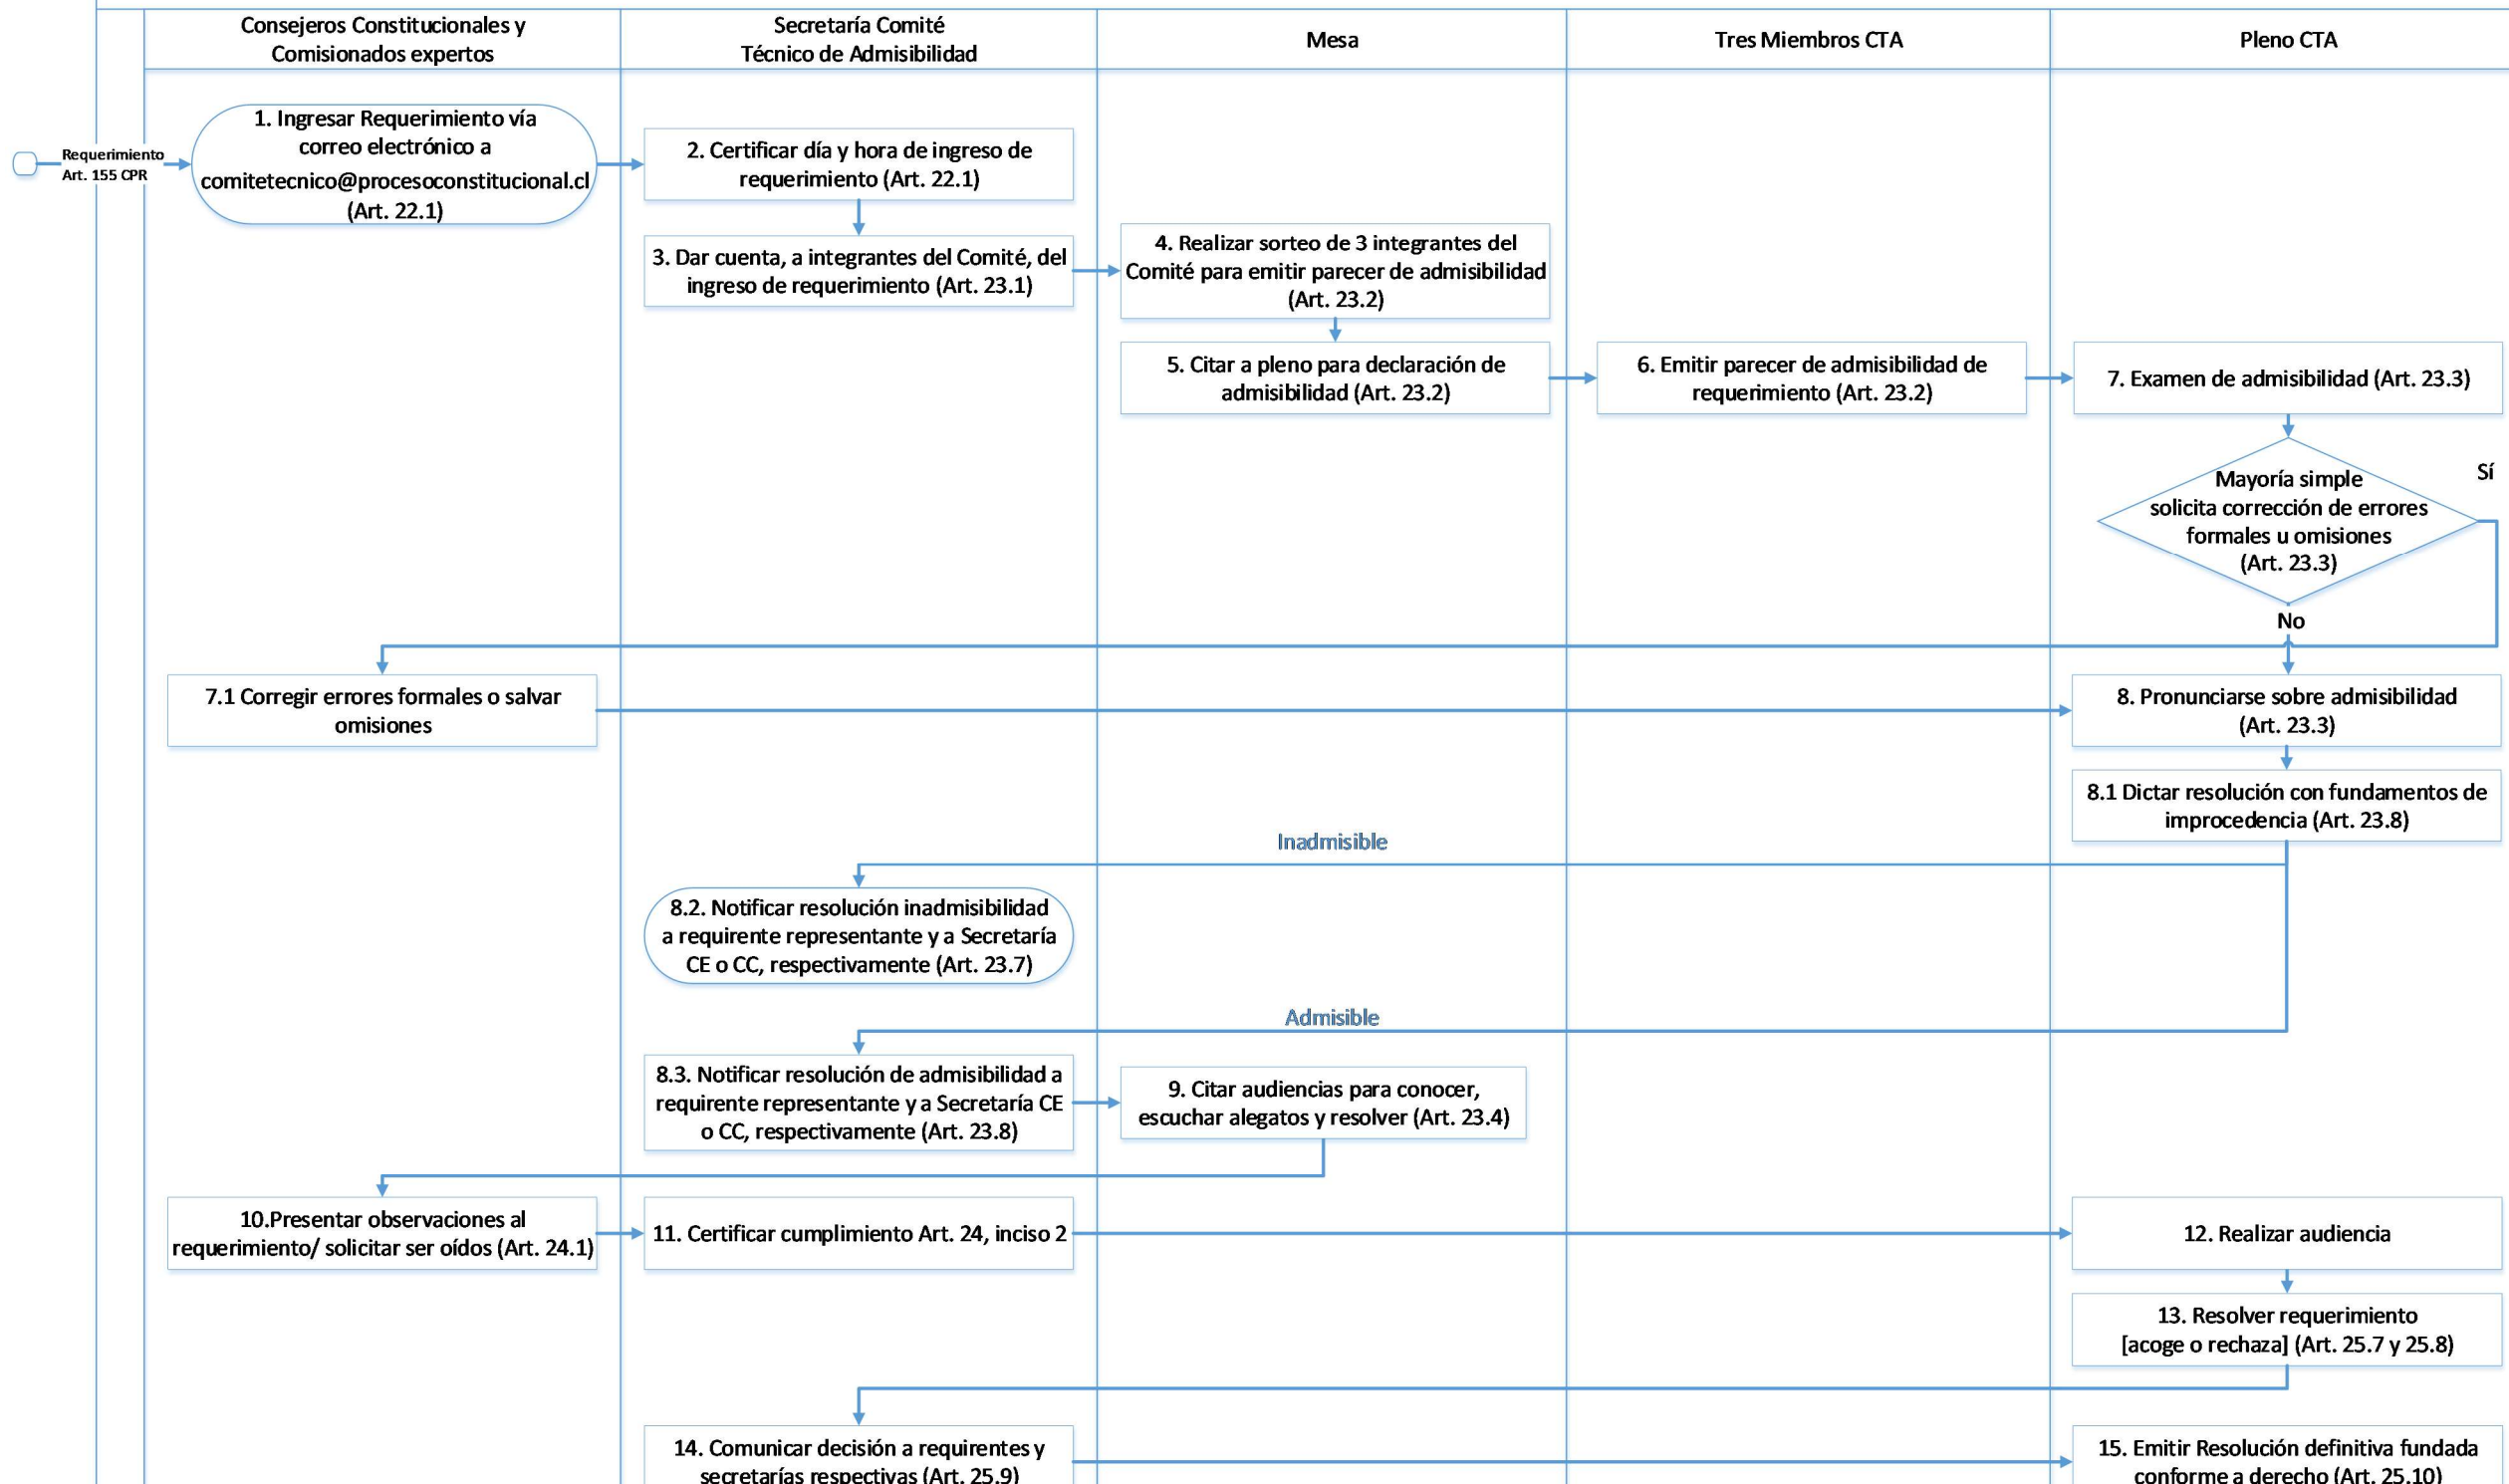 Consejeros Constitucionales y
Comisionados expertos
Secretaría Comité
Técnico de Admisibilidad
Mesa
Tres Miembros CTA
Pleno CTA
Requerimiento
Art. 155 CPR
1. Ingresar Requerimiento vía
correo electrónico a
comitetecnico@procesoconstitucional.cl
(Art. 22.1)
2. Certificar día y hora de ingreso de
requerimiento (Art. 22.1)
3. Dar cuenta, a integrantes del Comité, del
ingreso de requerimiento (Art. 23.1)
4. Realizar sorteo de 3 integrantes del
Comité para emitir parecer de admisibilidad
(Art. 23.2)
5. Citar a pleno para declaración de
admisibilidad (Art. 23.2)
6. Emitir parecer de admisibilidad de
requerimiento (Art. 23.2)
7. Examen de admisibilidad (Art. 23.3)
Mayoría simple
solicita corrección de errores
formales u omisiones
(Art. 23.3)
Sí
No
7.1 Corregir errores formales o salvar
omisiones
8. Pronunciarse sobre admisibilidad
(Art. 23.3)
8.1 Dictar resolución con fundamentos de
improcedencia (Art. 23.8)
Inadmisible
8.2. Notificar resolución inadmisibilidad
a requirente representante y a Secretaría
CE o CC, respectivamente (Art. 23.7)
Admisible
8.3. Notificar resolución de admisibilidad a
requirente representante y a Secretaría CE
o CC, respectivamente (Art. 23.8)
9. Citar audiencias para conocer,
escuchar alegatos y resolver (Art. 23.4)
10.Presentar observaciones al
requerimiento/ solicitar ser oídos (Art. 24.1)
11. Certificar cumplimiento Art. 24, inciso 2
12. Realizar audiencia
13. Resolver requerimiento
[acoge o rechaza] (Art. 25.7 y 25.8)
14. Comunicar decisión a requirentes y
secretarías respectivas (Art. 25.9)
15. Emitir Resolución definitiva fundada
conforme a derecho (Art. 25.10)